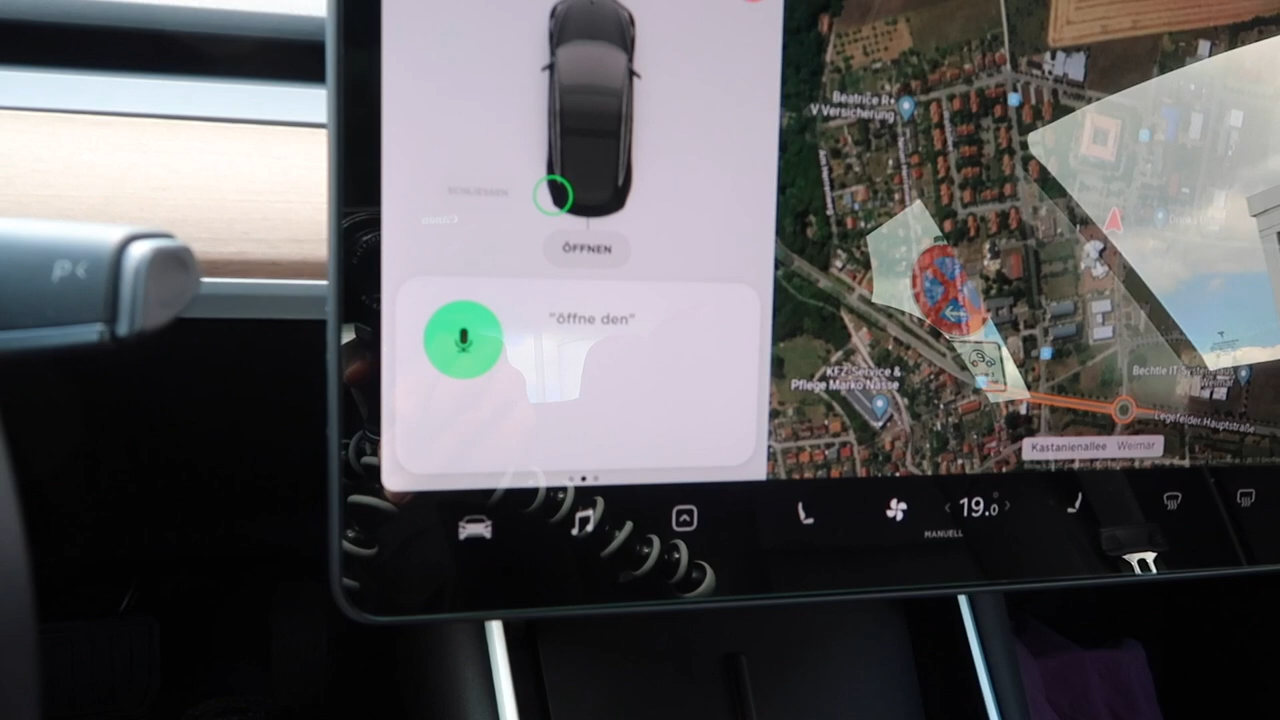 SCHLIESSEN
ÖFFNEN
"öffne den"
Beatrice R+
V Versicherung
KFZ-Service &
Pflege Marko Nasse
Bechtle IT-Systemhaus
Weimar
Legefelder Hauptstraße
Kastanienallee Weimar
19.0
MANUELL
P